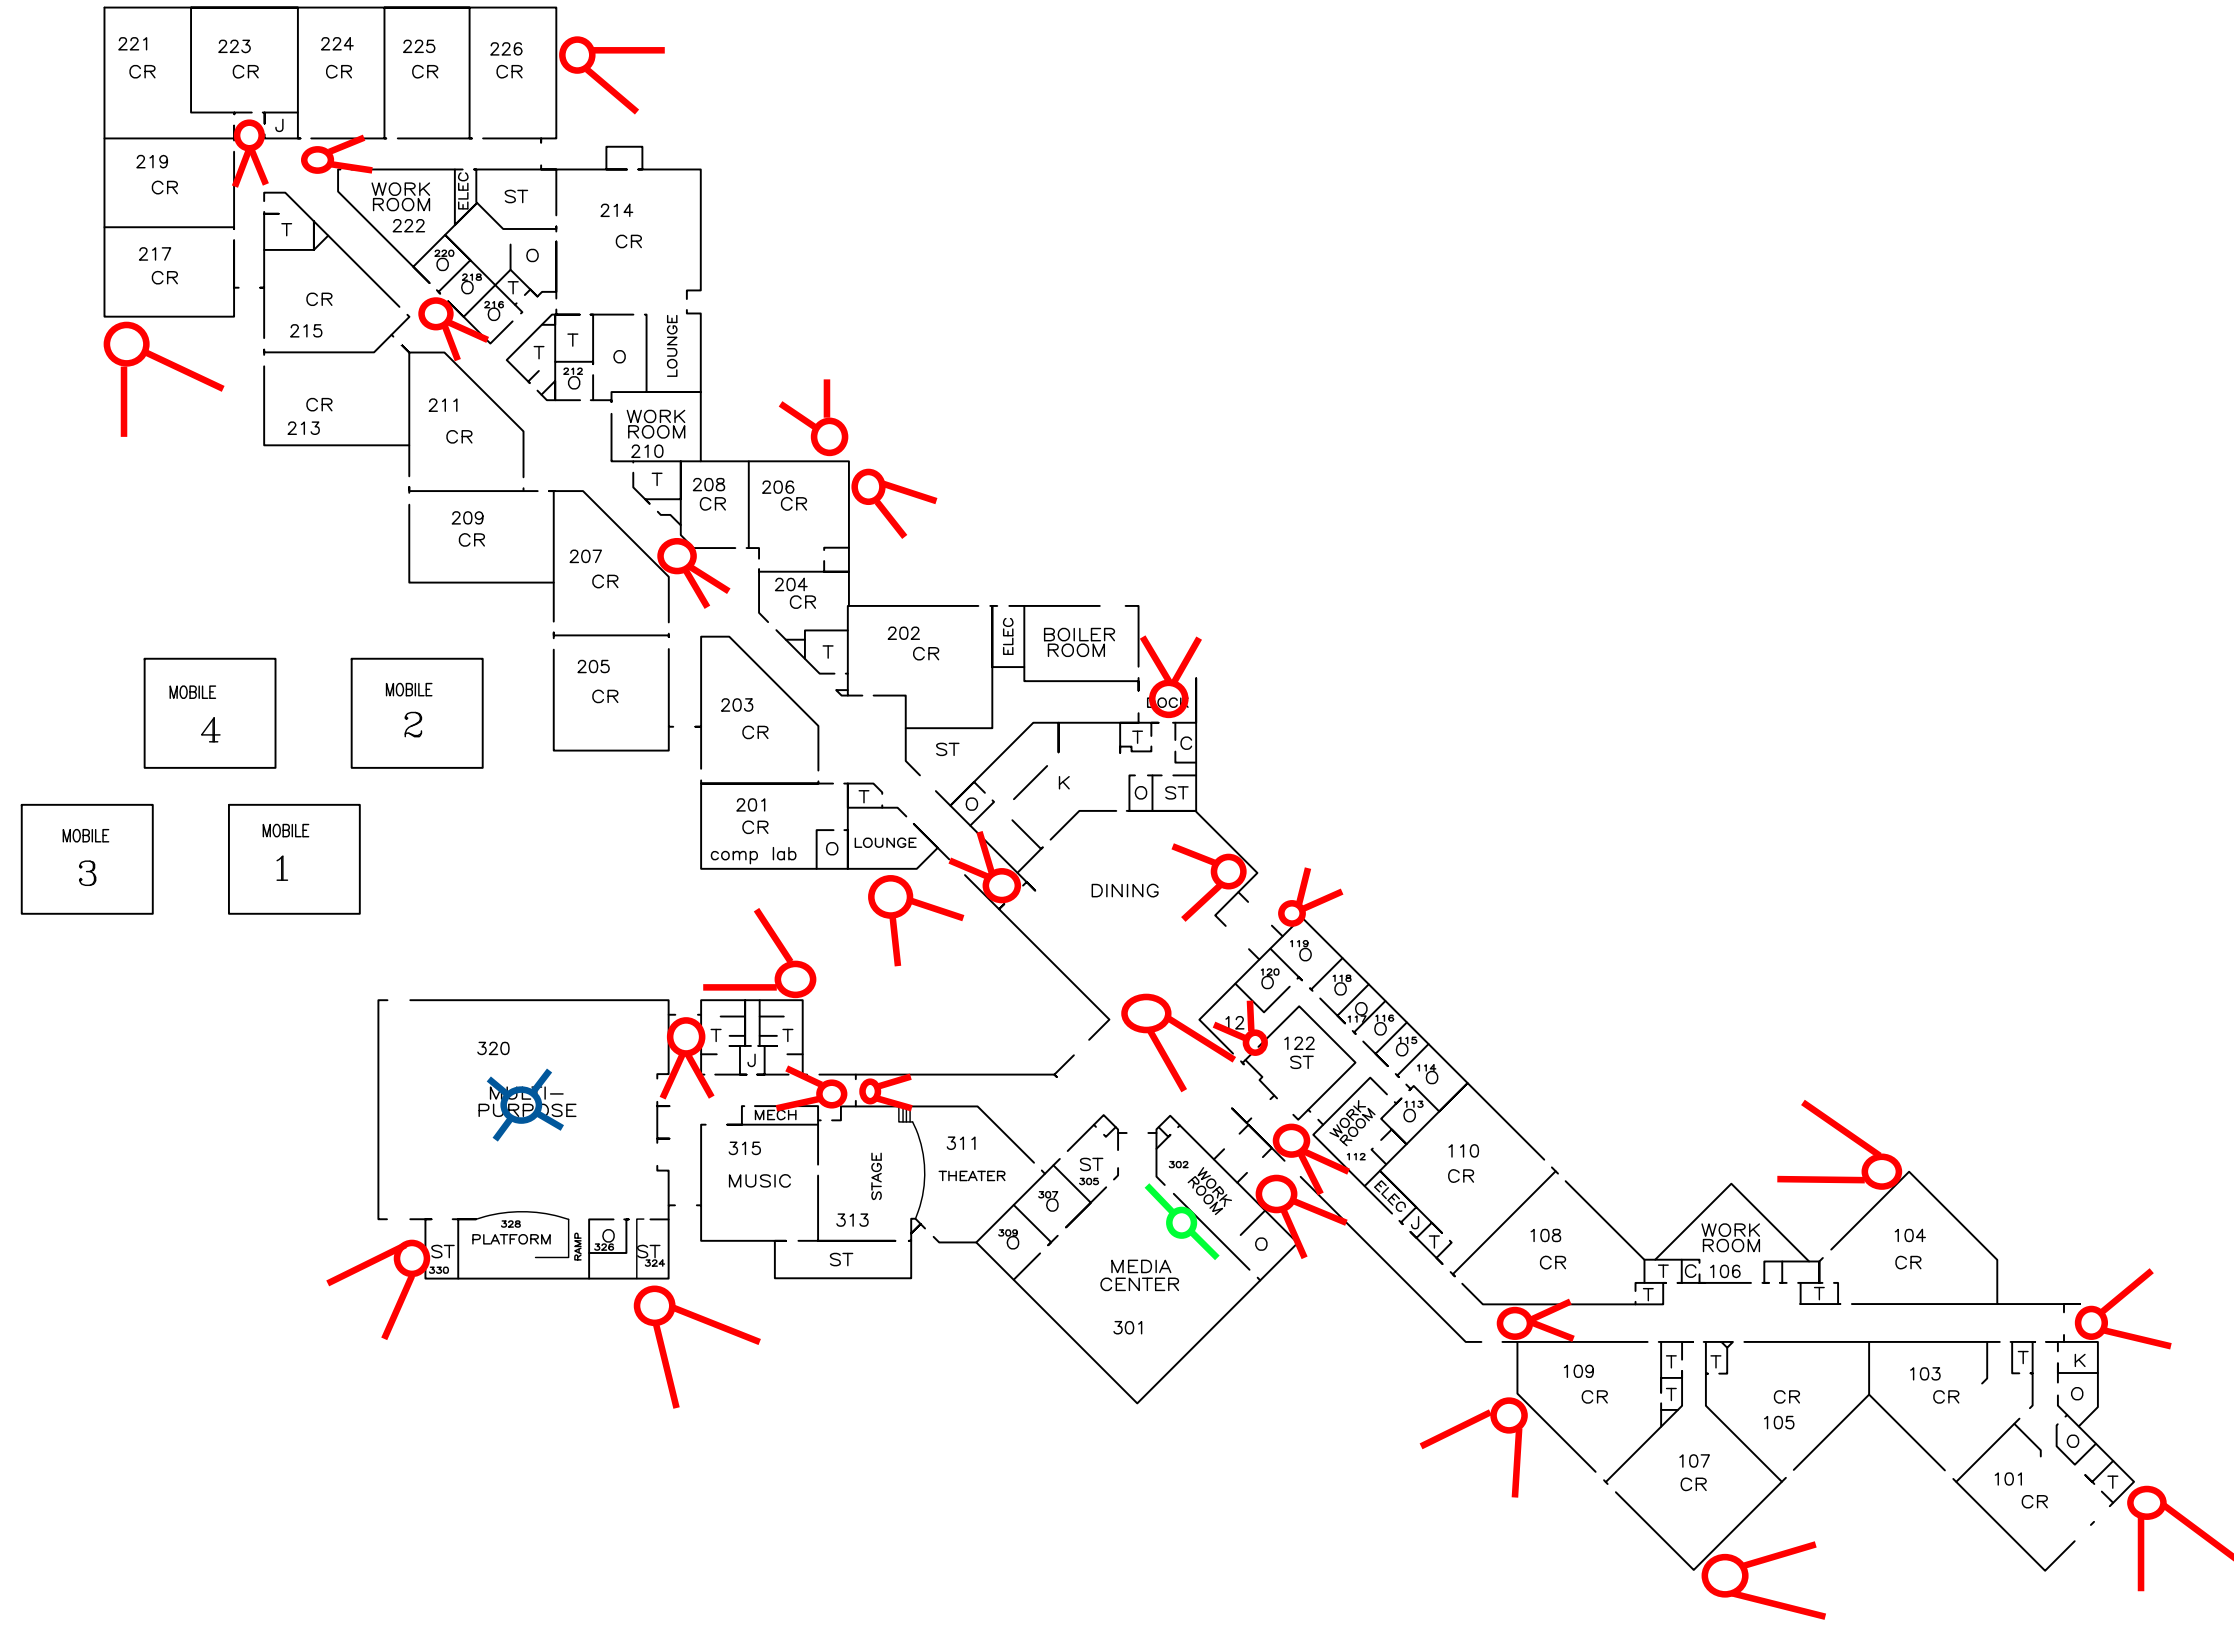 221
CR
223
CR
224
CR
225
CR
226
CR
J
219
CR
WORK
ROOM
222
ELEC
ST
214
CR
T
217
CR
220
O
218
O
O
T
216
O
CR
215
T
T
O
LOUNGE
212
O
CR
213
211
CR
WORK
ROOM
210
T
208
CR
206
CR
209
CR
207
CR
204
CR
T
202
CR
ELEC
BOILER
ROOM
205
CR
203
CR
DOCK
MOBILE
4
MOBILE
2
ST
T
C
K
O
O
ST
201
CR
comp lab
O
T
LOUNGE
MOBILE
3
MOBILE
1
DINING
119
O
120
O
118
O
O
117
116
O
115
O
114
O
12
122
ST
113
O
WORK
ROOM
112
320
MULTI-
PURPOSE
T
T
J
MECH
315
MUSIC
STAGE
313
311
THEATER
ST
305
307
O
309
O
302
WORK
ROOM
O
110
CR
ELEC
J
T
328
PLATFORM
RAMP
O
326
ST
324
ST
330
ST
MEDIA
CENTER
301
108
CR
WORK
ROOM
106
T
C
T
T
104
CR
109
CR
T
T
T
CR
105
103
CR
T
K
O
O
107
CR
101
CR
T